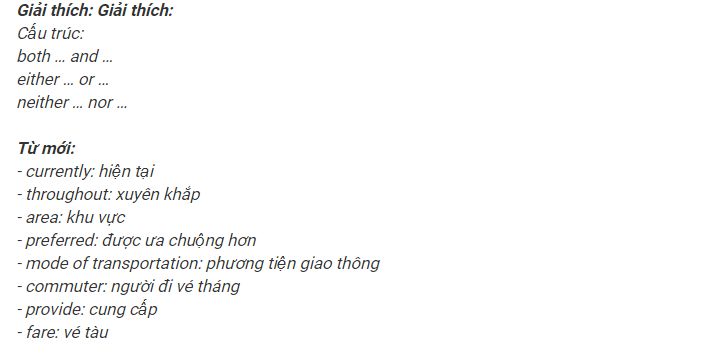 Giải thích: Giải thích:
Cấu trúc:
both ... and ...
either ... or ...
neither ... nor ...
Từ mới:
- currently: hiện tại
- throughout: xuyên khắp
- area: khu vực
- preferred: được ưa chuộng hơn
- mode of transportation: phương tiện giao thông
- commuter: người đi vé tháng
- provide: cung cấp
- fare: vé tàu